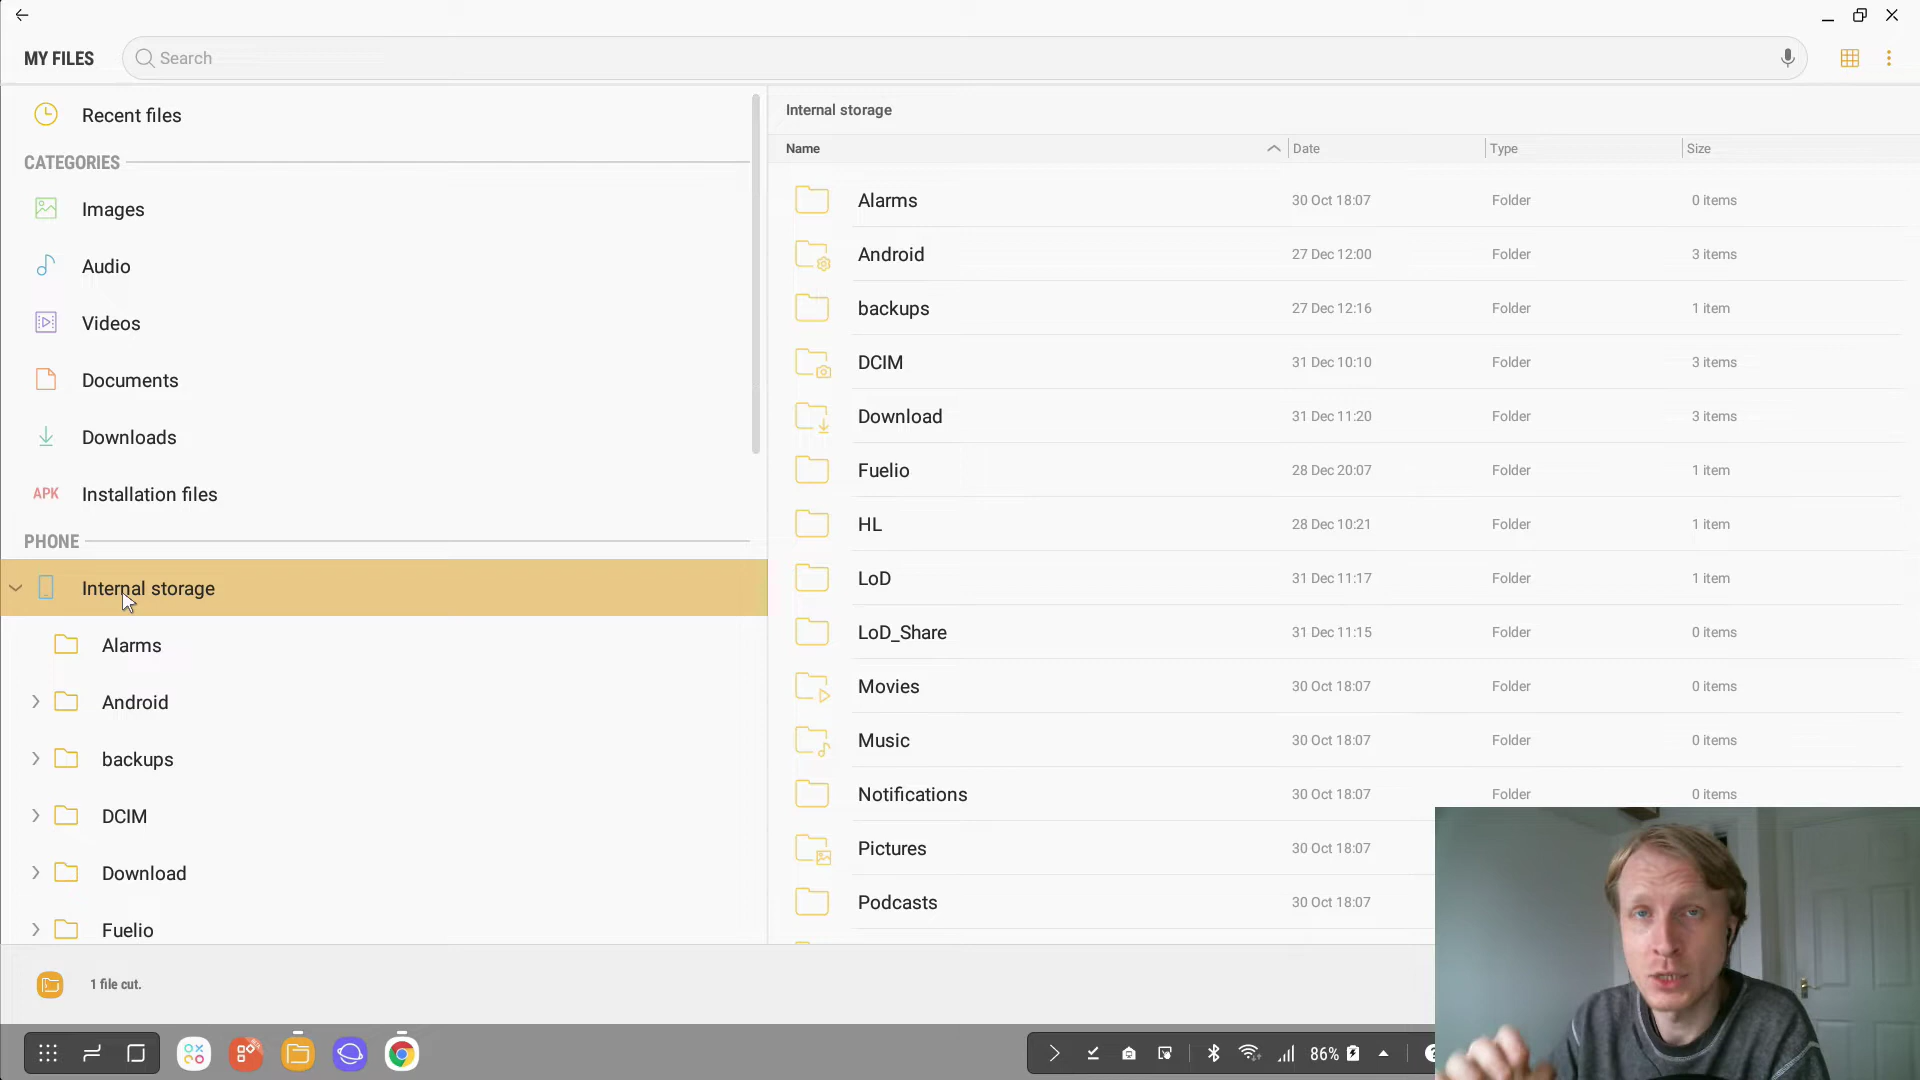 MY FILES
Search
Recent files
CATEGORIES
Images
Audio
Videos
Documents
Downloads
APK Installation files
PHONE
Internal storage
Alarms
Android
backups
DCIM
Download
Fuelio
1 file cut.
Internal storage
Name Date Type Size
Alarms 30 Oct 18:07 Folder 0 items
Android 27 Dec 12:00 Folder 3 items
backups 27 Dec 12:16 Folder 1 item
DCIM 31 Dec 10:10 Folder 3 items
Download 31 Dec 11:20 Folder 3 items
Fuelio 28 Dec 20:07 Folder 1 item
HL 28 Dec 10:21 Folder 1 item
LoD 31 Dec 11:17 Folder 1 item
LoD_Share 31 Dec 11:15 Folder 0 items
Movies 30 Oct 18:07 Folder 0 items
Music 30 Oct 18:07 Folder 0 items
Notifications 30 Oct 18:07 Folder 0 items
Pictures 30 Oct 18:07
Podcasts 30 Oct 18:07
86%